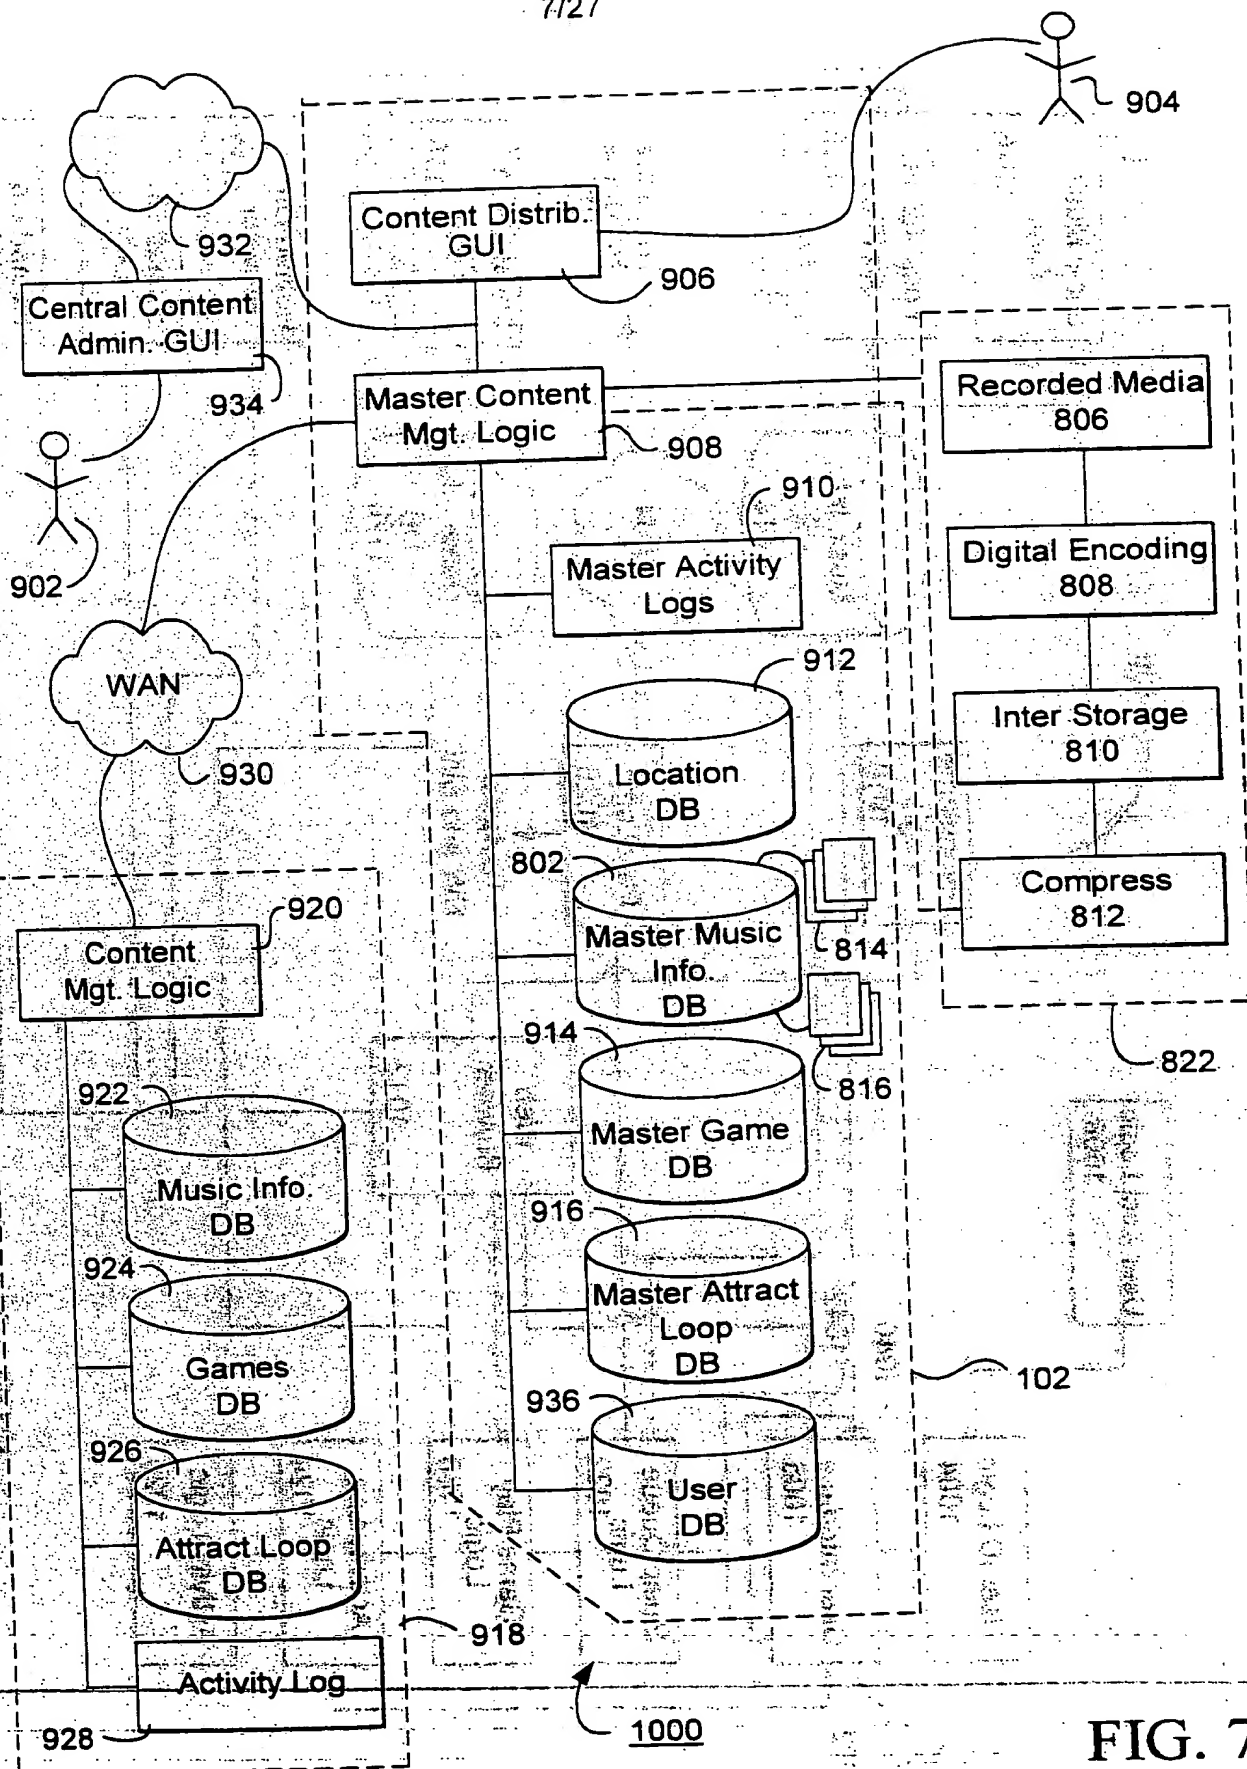 7/27
904
932
Content Distrib.
GUI
906
Central Content
Admin. GUI
934
Master Content
Mgt. Logic
908
Recorded Media
806
902
910
Master Activity
Logs
Digital Encoding
808
WAN
930
912
Location
DB
Inter Storage
810
802
Master Music
Info.
DB
814
816
Compress
812
822
920
Content
Mgt. Logic
914
Master Game
DB
922
Music Info.
DB
916
Master Attract
Loop
DB
102
924
Games
DB
936
User
DB
926
Attract Loop
DB
918
Activity Log
928
1000
FIG. 7